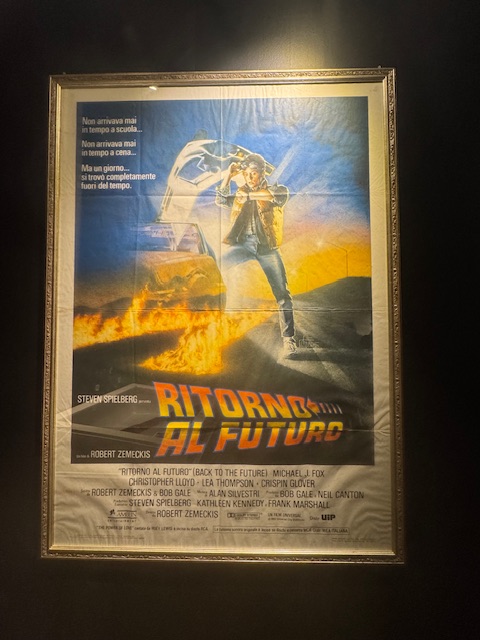 Non arrivava mai
in tempo a scuola...
Non arrivava mai
in tempo a cena...
Ma un giorno...
si trovò completamente
fuori del tempo.
STEVEN SPIELBERG
RITORNO
AL FUTURO
ROBERT ZEMECKIS
"RITORNO AL FUTURO" (BACK TO THE FUTURE) MICHAEL J. FOX
CHRISTOPHER LLOYD · LEA THOMPSON · CRISPIN GLOVER
ROBERT ZEMECKIS & BOB GALE ALAN SILVESTRI BOB GALE NEIL CANTON
STEVEN SPIELBERG KATHLEEN KENNEDY FRANK MARSHALL
ROBERT ZEMECKIS
UIP